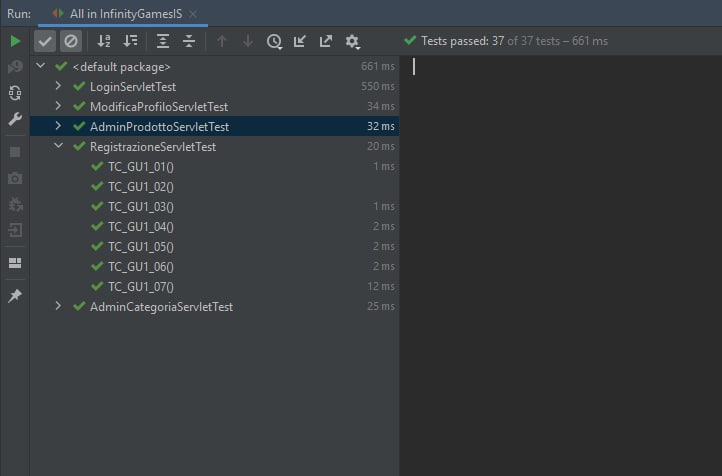 Run: All in InfinityGamesIS
Tests passed: 37 of 37 tests – 661 ms
<default package> 661 ms
LoginServletTest 550 ms
ModificaProfiloServletTest 34 ms
AdminProdottoServletTest 32 ms
RegistrazioneServletTest 20 ms
TC_GU1_01() 1 ms
TC_GU1_02()
TC_GU1_03() 1 ms
TC_GU1_04() 2 ms
TC_GU1_05() 2 ms
TC_GU1_06() 2 ms
TC_GU1_07() 12 ms
AdminCategoriaServletTest 25 ms